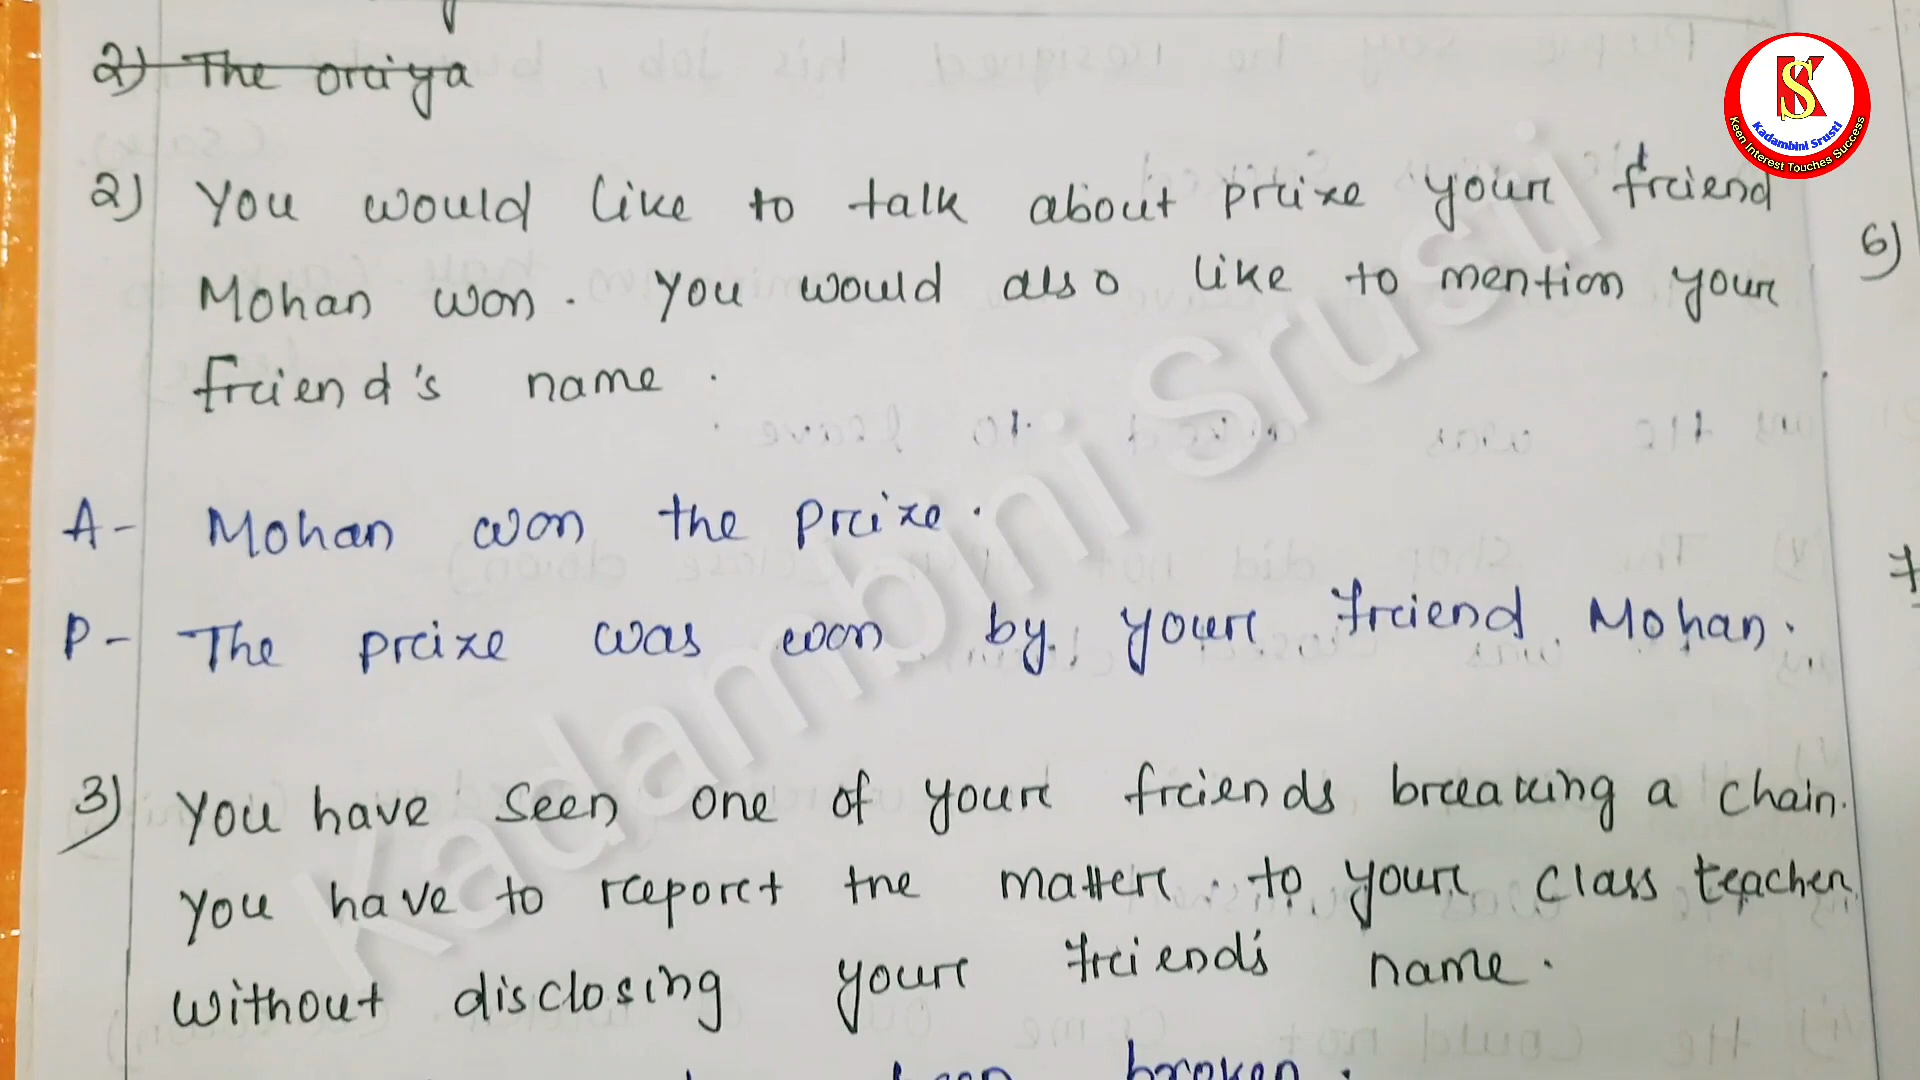 2) The oriya
2) You would like to talk about prize your friend
Mohan won. You would also like to mention your
friend's name.
A- Mohan won the prize.
P- The prize was won by your friend Mohan.
3) You have seen one of your friends breaking a chain.
You have to report the matter to your class teacher
without disclosing your friend's name.
broken.
6)
7
KS
Kadambini Srusti
Keen Interest Touches Success
Kadambini Srusti